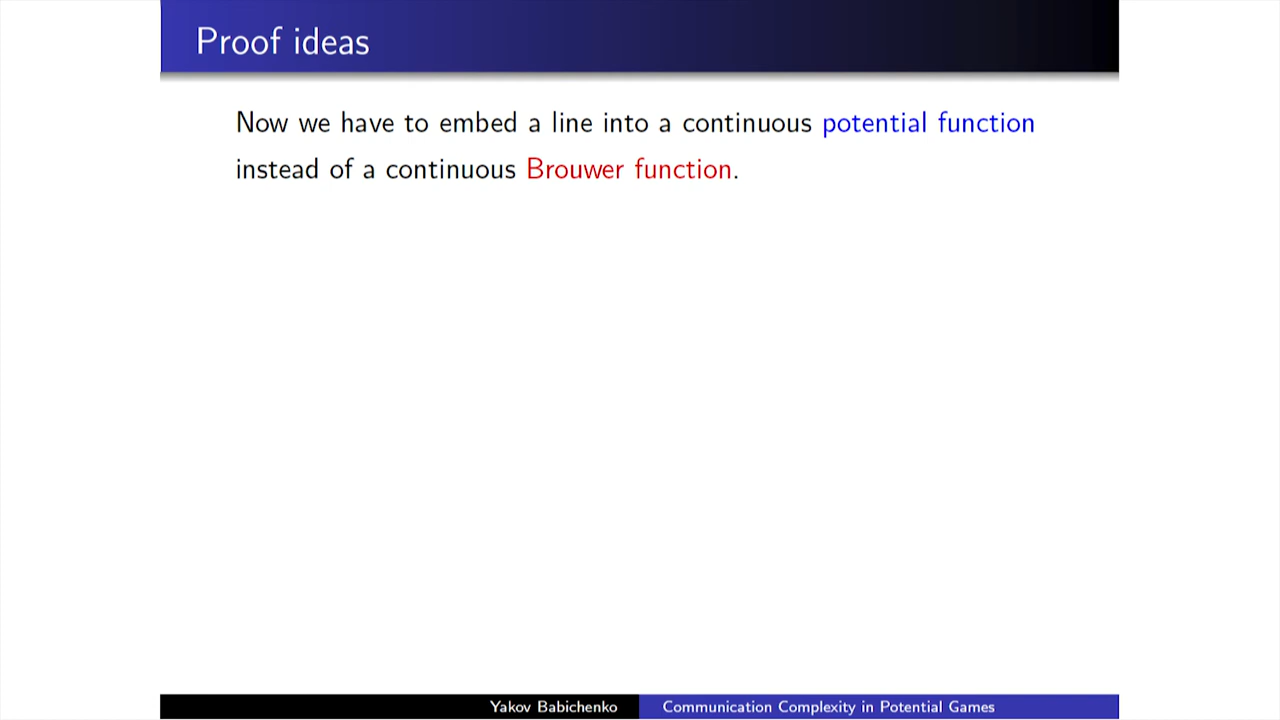 Proof ideas
Now we have to embed a line into a continuous potential function
instead of a continuous Brouwer function.
Yakov Babichenko
Communication Complexity in Potential Games